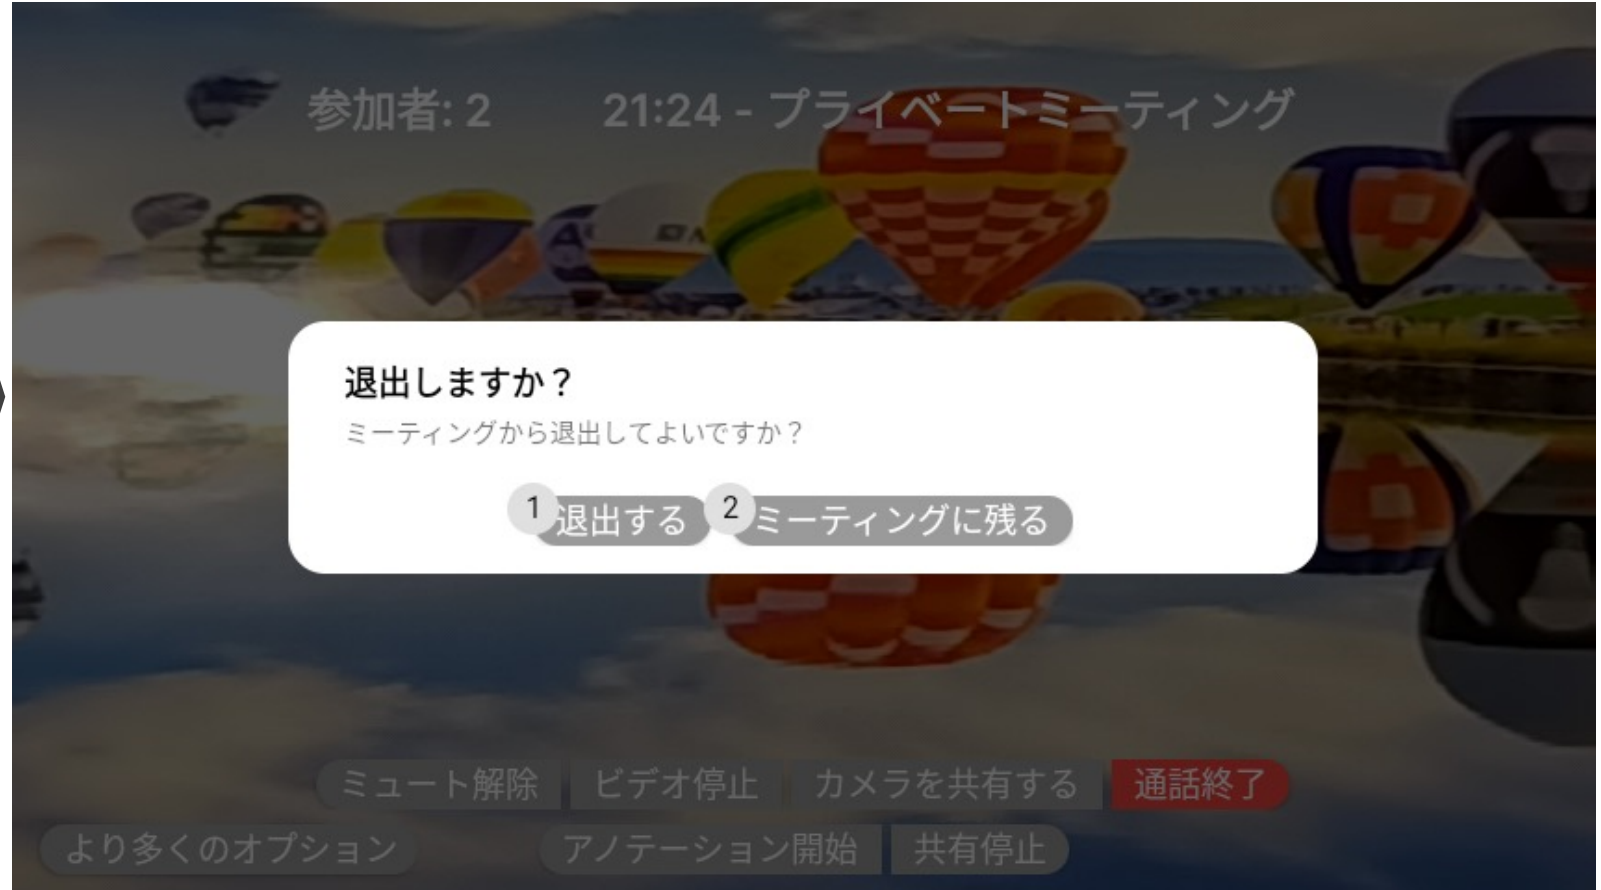 参加者: 2 21:24 - プライベートミーティング
退出しますか？
ミーティングから退出してよいですか？
1 退出する 2 ミーティングに残る
ミュート解除 ビデオ停止 カメラを共有する 通話終了
より多くのオプション アノテーション開始 共有停止